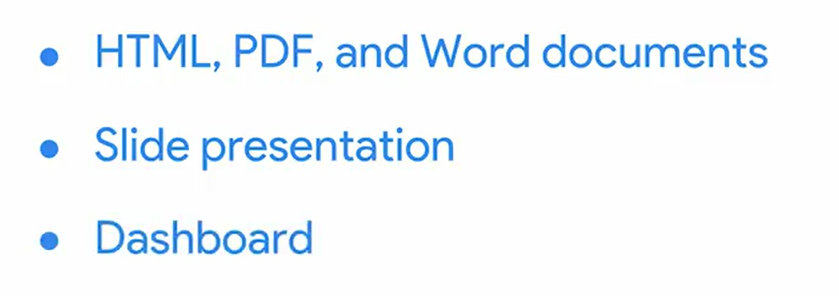 • HTML, PDF, and Word documents
• Slide presentation
• Dashboard